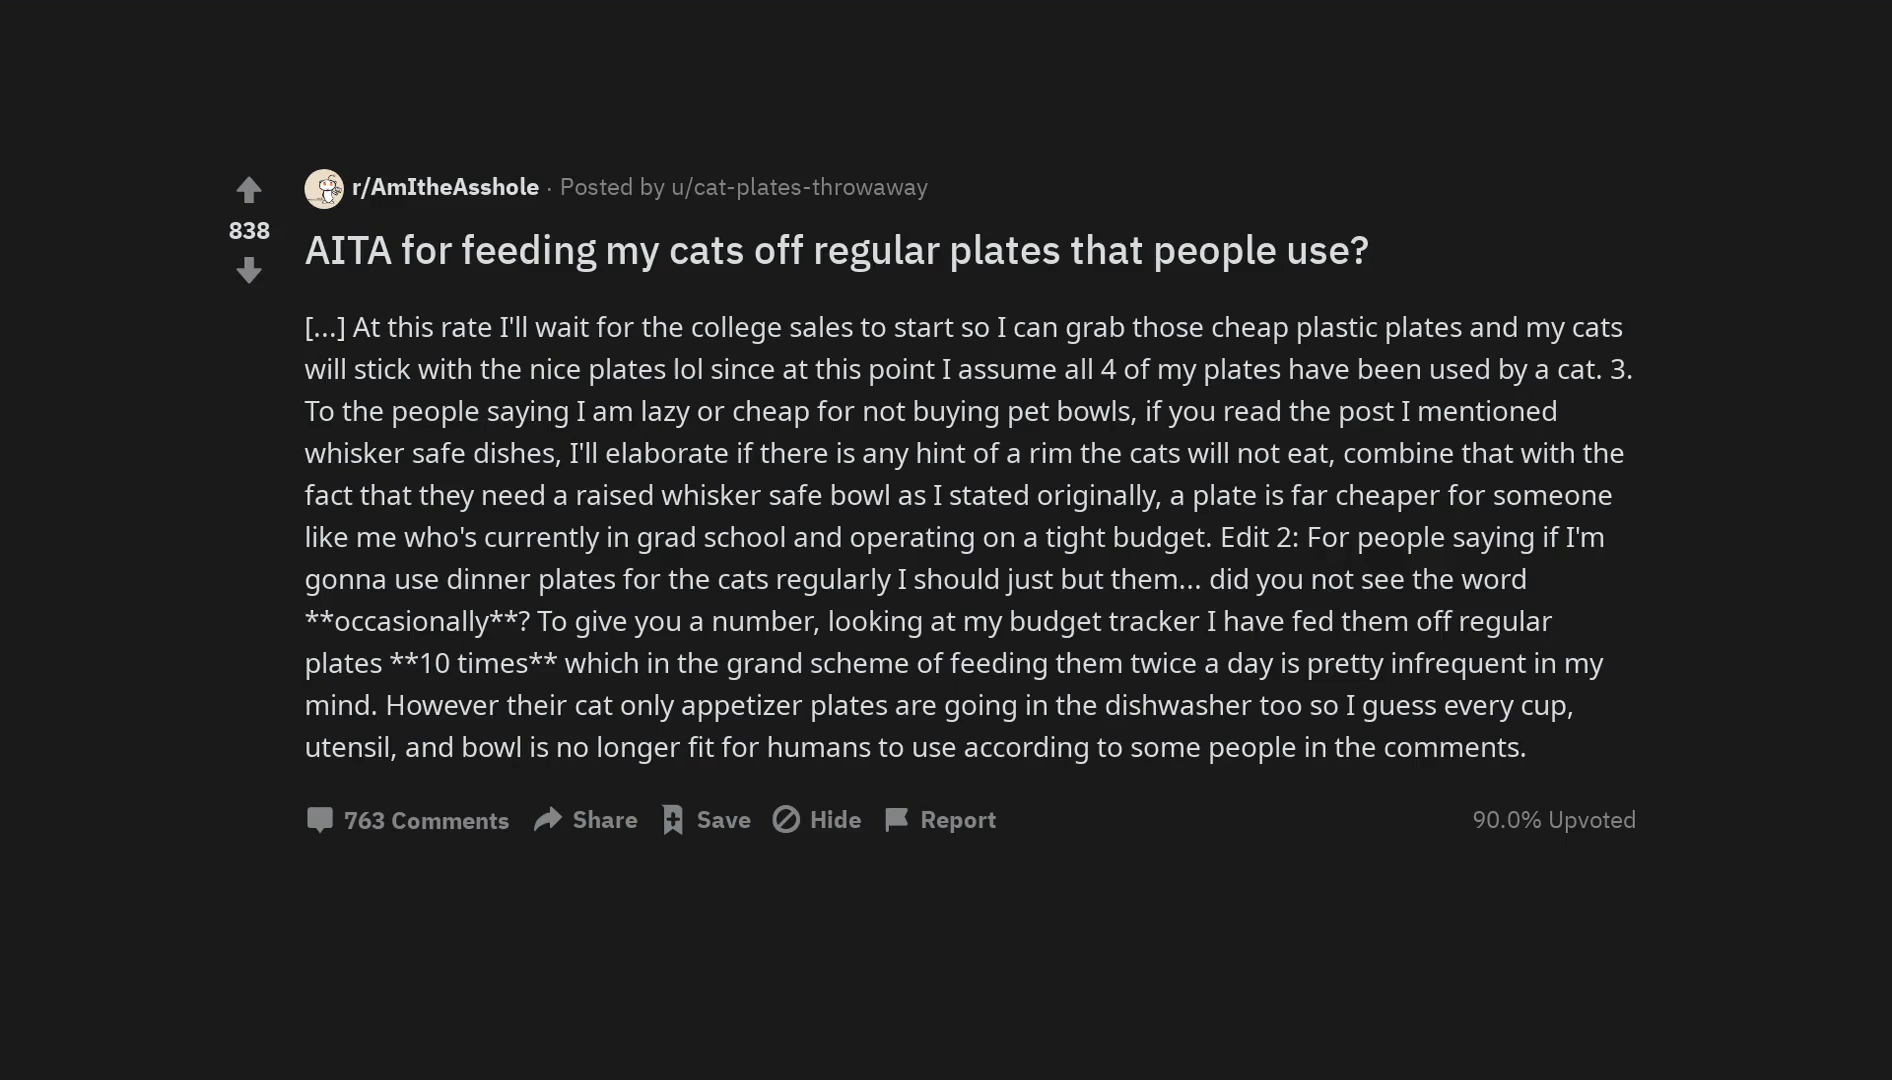 r/AmItheAsshole · Posted by u/cat-plates-throwaway
838
AITA for feeding my cats off regular plates that people use?
[...] At this rate I'll wait for the college sales to start so I can grab those cheap plastic plates and my cats
will stick with the nice plates lol since at this point I assume all 4 of my plates have been used by a cat. 3.
To the people saying I am lazy or cheap for not buying pet bowls, if you read the post I mentioned
whisker safe dishes, I'll elaborate if there is any hint of a rim the cats will not eat, combine that with the
fact that they need a raised whisker safe bowl as I stated originally, a plate is far cheaper for someone
like me who's currently in grad school and operating on a tight budget. Edit 2: For people saying if I'm
gonna use dinner plates for the cats regularly I should just but them... did you not see the word
**occasionally**? To give you a number, looking at my budget tracker I have fed them off regular
plates **10 times** which in the grand scheme of feeding them twice a day is pretty infrequent in my
mind. However their cat only appetizer plates are going in the dishwasher too so I guess every cup,
utensil, and bowl is no longer fit for humans to use according to some people in the comments.
763 Comments Share Save Hide Report 90.0% Upvoted